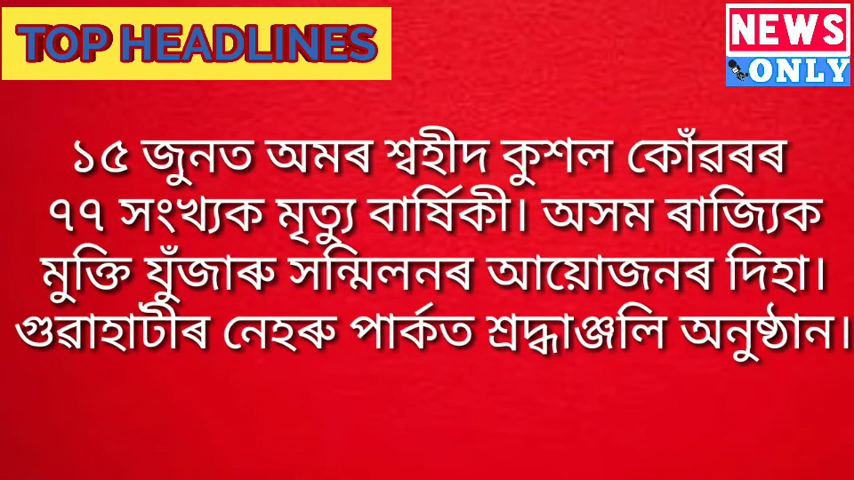 TOP HEADLINES
NEWS
ONLY
১৫ জুনত অমৰ শ্বহীদ কুশল কোঁৱৰৰ
৭৭ সংখ্যক মৃত্যু বাৰ্ষিকী। অসম ৰাজ্যিক
মুক্তি যুঁজাৰু সন্মিলনৰ আয়োজনৰ দিহা।
গুৱাহাটীৰ নেহৰু পাৰ্কত শ্ৰদ্ধাঞ্জলি অনুষ্ঠান।